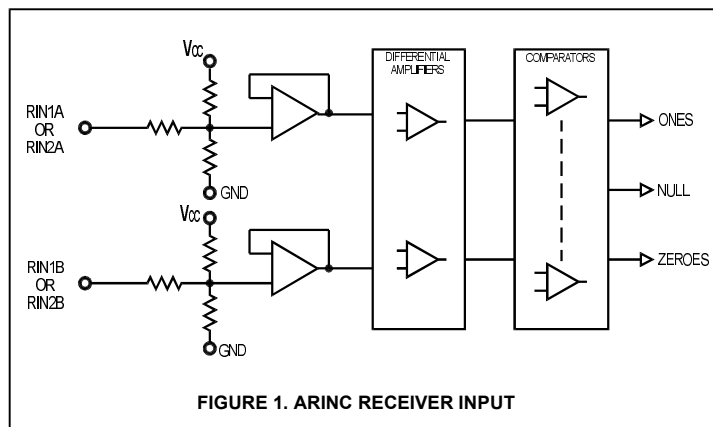 DIFFERENTIAL
AMPLIFIERS
COMPARATORS
VCC
RIN1A
OR
RIN2A
GND
VCC
RIN1B
OR
RIN2B
GND
ONES
NULL
ZEROES
FIGURE 1. ARINC RECEIVER INPUT